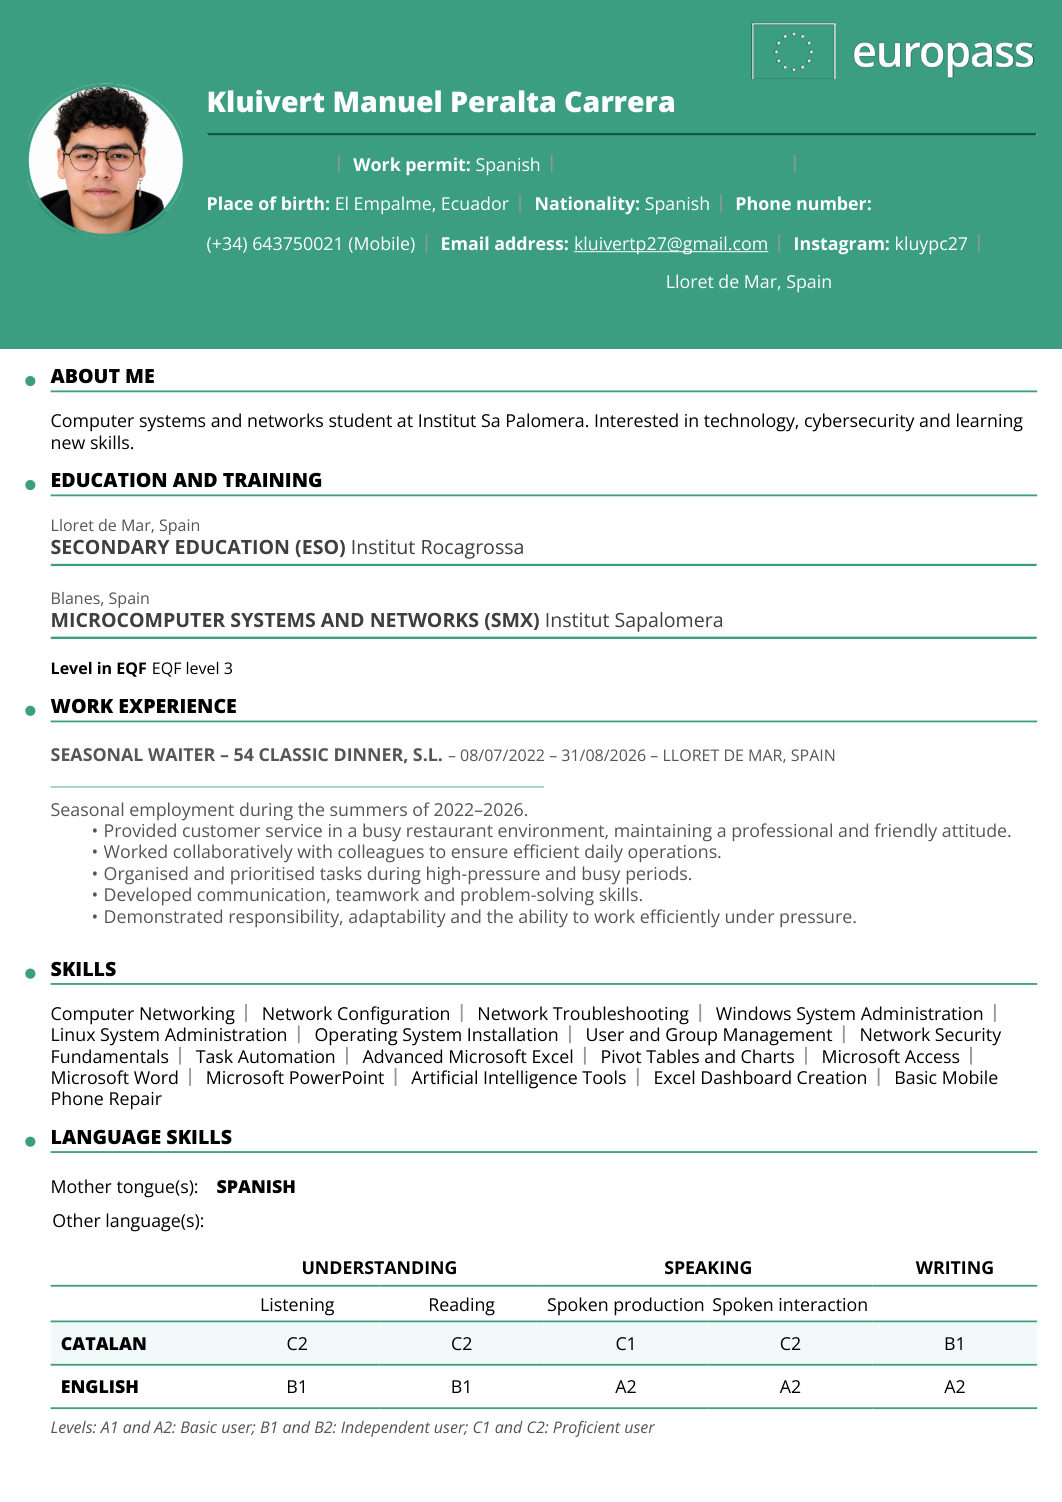 europass
Kluivert Manuel Peralta Carrera
Work permit: Spanish
Place of birth: El Empalme, Ecuador | Nationality: Spanish | Phone number:
(+34) 643750021 (Mobile) | Email address: kluivertp27@gmail.com | Instagram: kluypc27 |
Lloret de Mar, Spain
ABOUT ME
Computer systems and networks student at Institut Sa Palomera. Interested in technology, cybersecurity and learning
new skills.
EDUCATION AND TRAINING
Lloret de Mar, Spain
SECONDARY EDUCATION (ESO) Institut Rocagrossa
Blanes, Spain
MICROCOMPUTER SYSTEMS AND NETWORKS (SMX) Institut Sapalomera
Level in EQF EQF level 3
WORK EXPERIENCE
SEASONAL WAITER – 54 CLASSIC DINNER, S.L. – 08/07/2022 – 31/08/2026 – LLORET DE MAR, SPAIN
Seasonal employment during the summers of 2022–2026.
• Provided customer service in a busy restaurant environment, maintaining a professional and friendly attitude.
• Worked collaboratively with colleagues to ensure efficient daily operations.
• Organised and prioritised tasks during high-pressure and busy periods.
• Developed communication, teamwork and problem-solving skills.
• Demonstrated responsibility, adaptability and the ability to work efficiently under pressure.
SKILLS
Computer Networking | Network Configuration | Network Troubleshooting | Windows System Administration |
Linux System Administration | Operating System Installation | User and Group Management | Network Security
Fundamentals | Task Automation | Advanced Microsoft Excel | Pivot Tables and Charts | Microsoft Access |
Microsoft Word | Microsoft PowerPoint | Artificial Intelligence Tools | Excel Dashboard Creation | Basic Mobile
Phone Repair
LANGUAGE SKILLS
Mother tongue(s): SPANISH
Other language(s):
UNDERSTANDING SPEAKING WRITING
Listening Reading Spoken production Spoken interaction
CATALAN C2 C2 C1 C2 B1
ENGLISH B1 B1 A2 A2 A2
Levels: A1 and A2: Basic user; B1 and B2: Independent user; C1 and C2: Proficient user